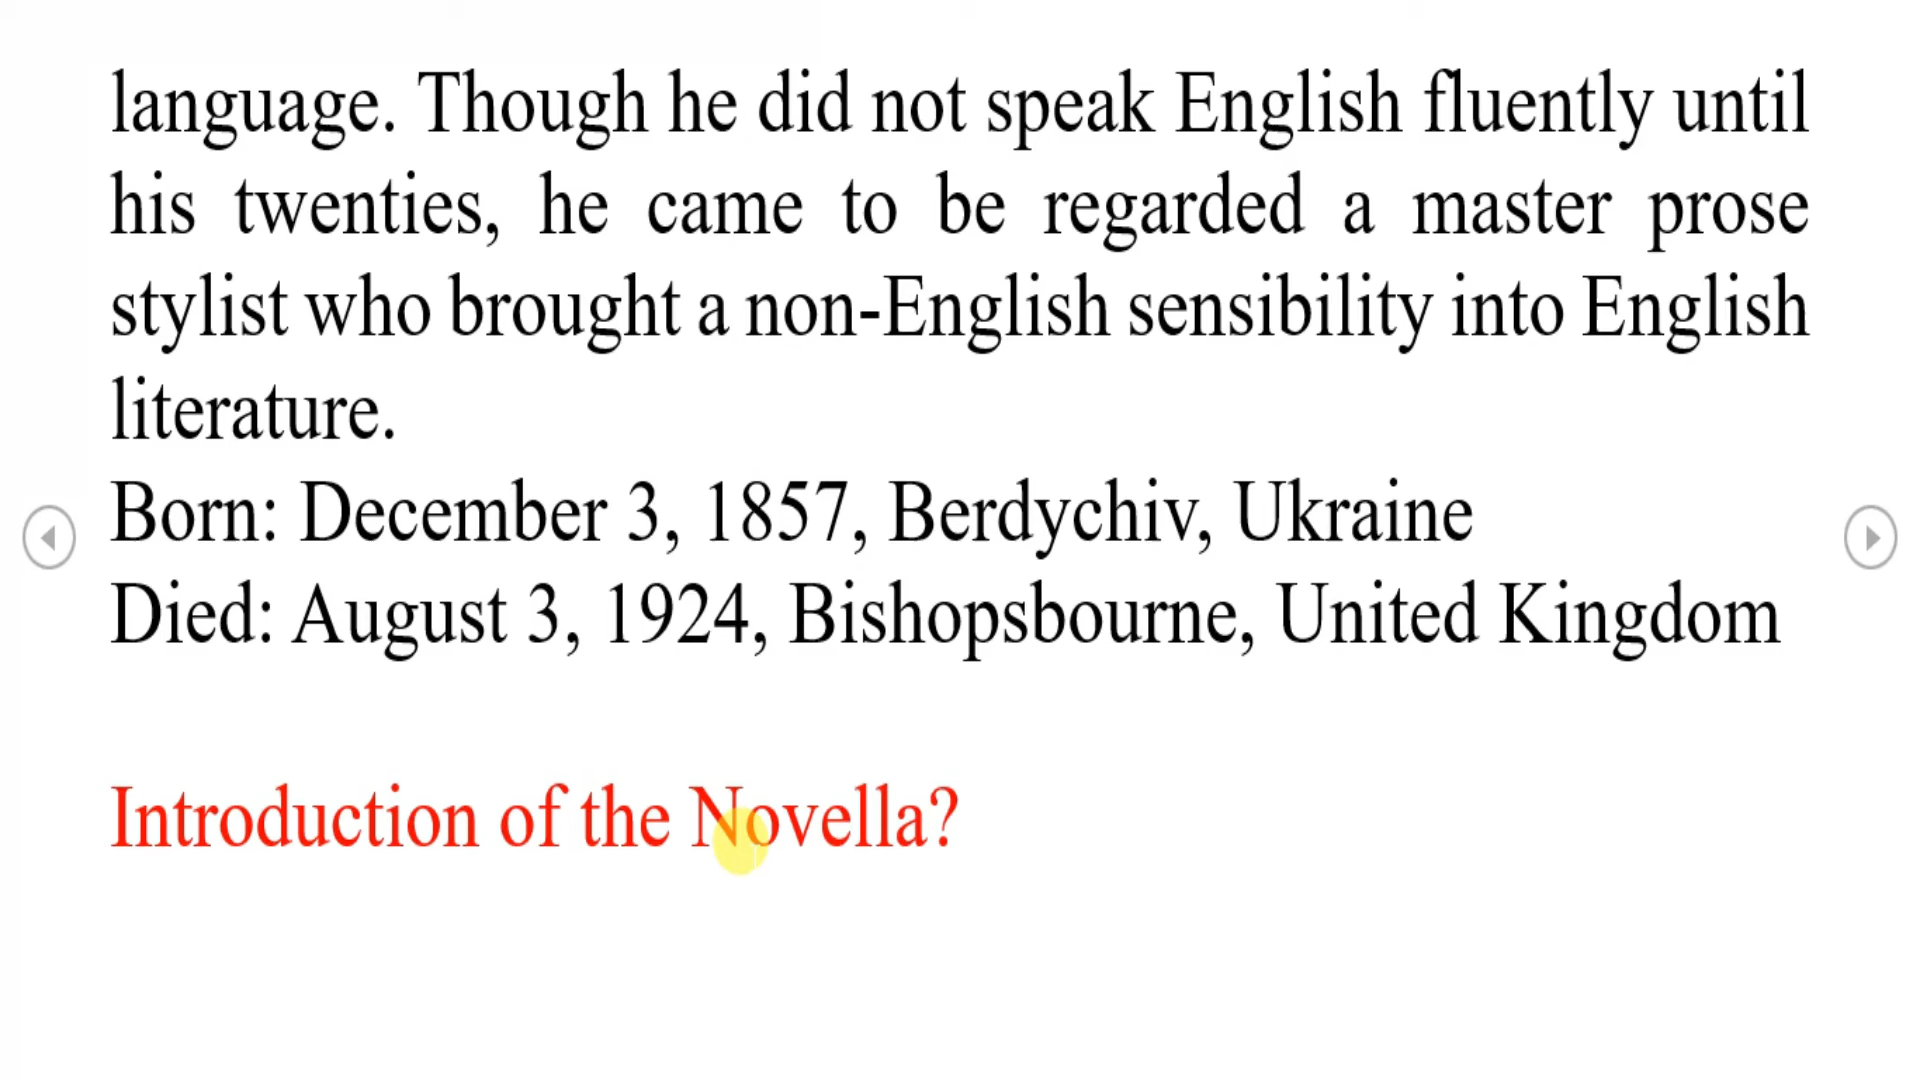 language. Though he did not speak English fluently until
his twenties, he came to be regarded a master prose
stylist who brought a non-English sensibility into English
literature.
Born: December 3, 1857, Berdychiv, Ukraine
Died: August 3, 1924, Bishopsbourne, United Kingdom
Introduction of the Novella?